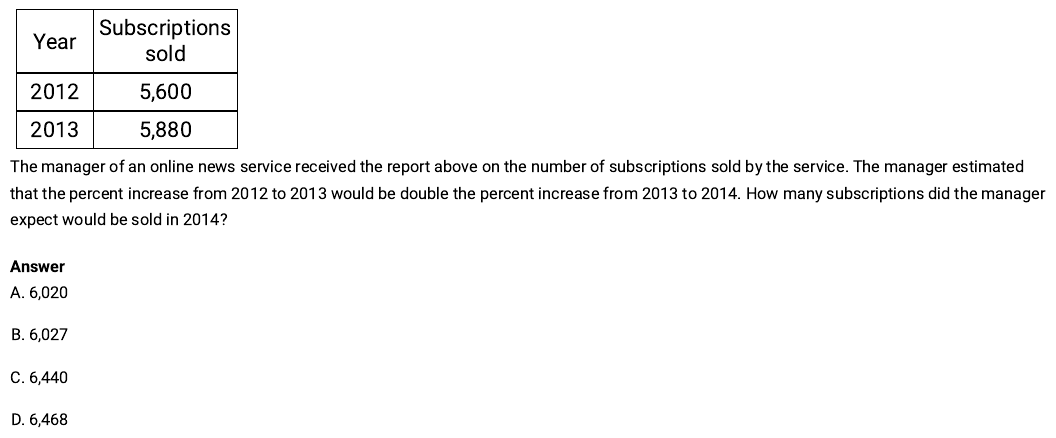 Year
Subscriptions
sold
2012
5,600
2013
5,880
The manager of an online news service received the report above on the number of subscriptions sold by the service. The manager estimated
that the percent increase from 2012 to 2013 would be double the percent increase from 2013 to 2014. How many subscriptions did the manager
expect would be sold in 2014?
Answer
A. 6,020
B. 6,027
C. 6,440
D. 6,468